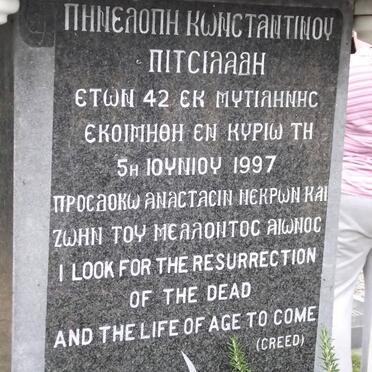 ΠΗΝΕΛΟΠΗ ΚΩΝΣΤΑΝΤΙΝΟΥ
ΠΙΤΣΙΛΑΔΗ
ΕΤΩΝ 42 ΕΚ ΜΥΤΙΛΗΝΗΣ
ΕΚΟΙΜΗΘΗ ΕΝ ΚΥΡΙΩ ΤΗ
5Η ΙΟΥΝΙΟΥ 1997
ΠΡΟΣΔΟΚΩ ΑΝΑΣΤΑΣΙΝ ΝΕΚΡΩΝ ΚΑΙ
ΖΩΗΝ ΤΟΥ ΜΕΛΛΟΝΤΟΣ ΑΙΩΝΟΣ
I LOOK FOR THE RESURRECTION
OF THE DEAD
AND THE LIFE OF AGE TO COME
(CREED)